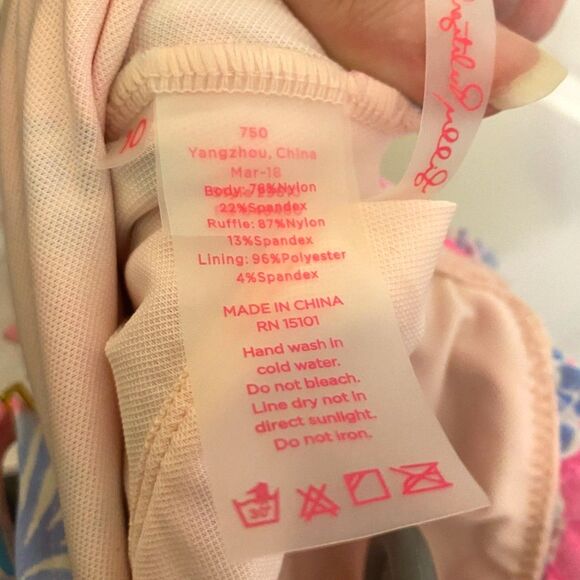 750
Yangzhou, China
Mar-18
Body: 78%Nylon
22%Spandex
Ruffle: 87%Nylon
13%Spandex
Lining: 96%Polyester
4%Spandex
MADE IN CHINA
RN 15101
Hand wash in
cold water.
Do not bleach.
Line dry not in
direct sunlight.
Do not iron.
30°